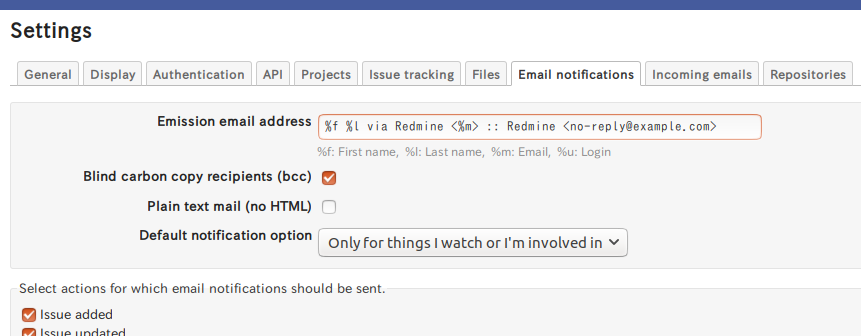 Settings
General Display Authentication API Projects Issue tracking Files Email notifications Incoming emails Repositories
Emission email address %f %l via Redmine <%m> :: Redmine <no-reply@example.com>
%f: First name, %l: Last name, %m: Email, %u: Login
Blind carbon copy recipients (bcc)
Plain text mail (no HTML)
Default notification option Only for things I watch or I'm involved in
Select actions for which email notifications should be sent.
Issue added
Issue updated